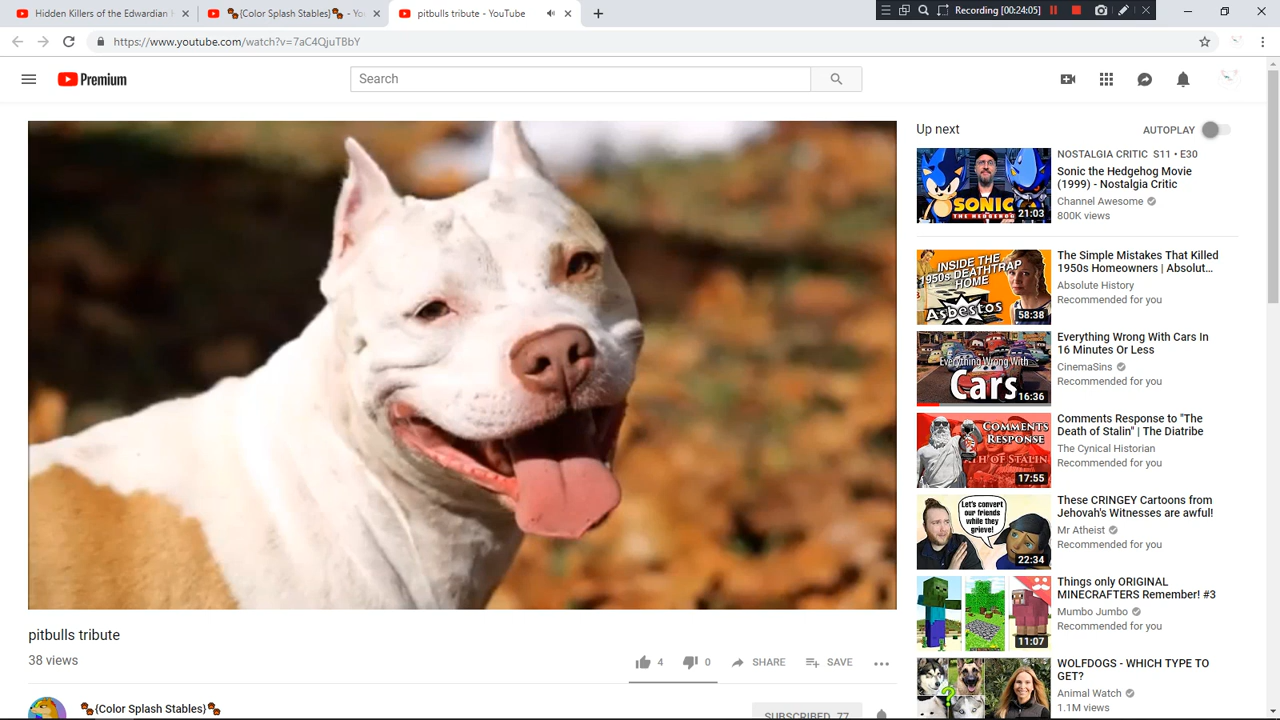 Hidden Killers of the Edwardian
{Color Splash Stables} - Yo
pitbulls tribute - YouTube
Recording [00:24:05]
https://www.youtube.com/watch?v=7aC4QjuTBbY
Premium
Search
Up next
AUTOPLAY
SONIC
THE HEDGEHOG
21:03
NOSTALGIA CRITIC S11 • E30
Sonic the Hedgehog Movie
(1999) - Nostalgia Critic
Channel Awesome
800K views
INSIDE THE
1950s DEATHTRAP
HOME
Asbestos
58:38
The Simple Mistakes That Killed
1950s Homeowners | Absolut...
Absolute History
Recommended for you
Everything Wrong With
Cars
16:36
Everything Wrong With Cars In
16 Minutes Or Less
CinemaSins
Recommended for you
COMMENTS
RESPONSE
TH OF STALIN
17:55
Comments Response to "The
Death of Stalin" | The Diatribe
The Cynical Historian
Recommended for you
Let's convert
our friends
while they
grieve!
22:34
These CRINGEY Cartoons from
Jehovah's Witnesses are awful!
Mr Atheist
Recommended for you
11:07
Things only ORIGINAL
MINECRAFTERS Remember! #3
Mumbo Jumbo
Recommended for you
?
WOLFDOGS - WHICH TYPE TO
GET?
Animal Watch
1.1M views
pitbulls tribute
38 views
4
0
SHARE
SAVE
{Color Splash Stables}
SUBSCRIBED 77